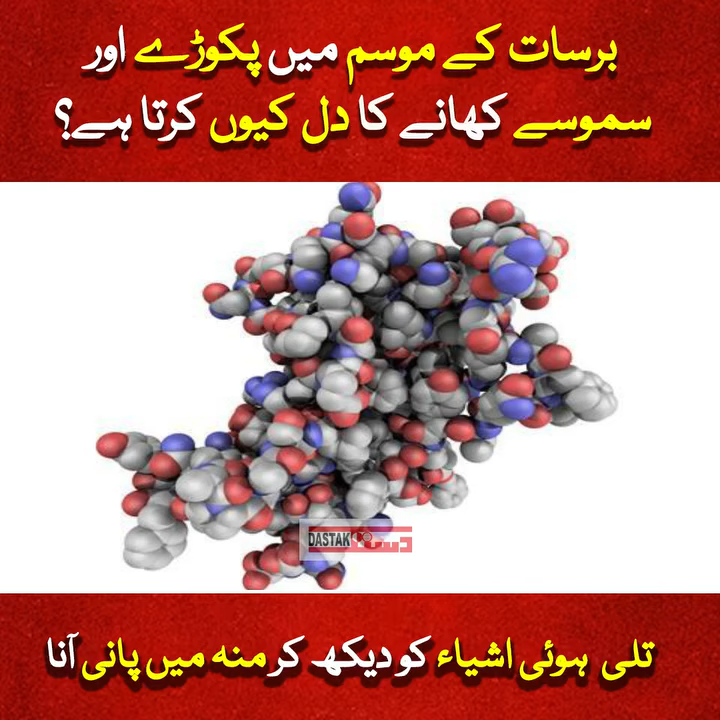 برسات کے موسم میں پکوڑے اور
سموسے کھانے کا دل کیوں کرتا ہے؟
DASTAK دستک
تلی ہوئی اشیاء کو دیکھ کر منہ میں پانی آنا